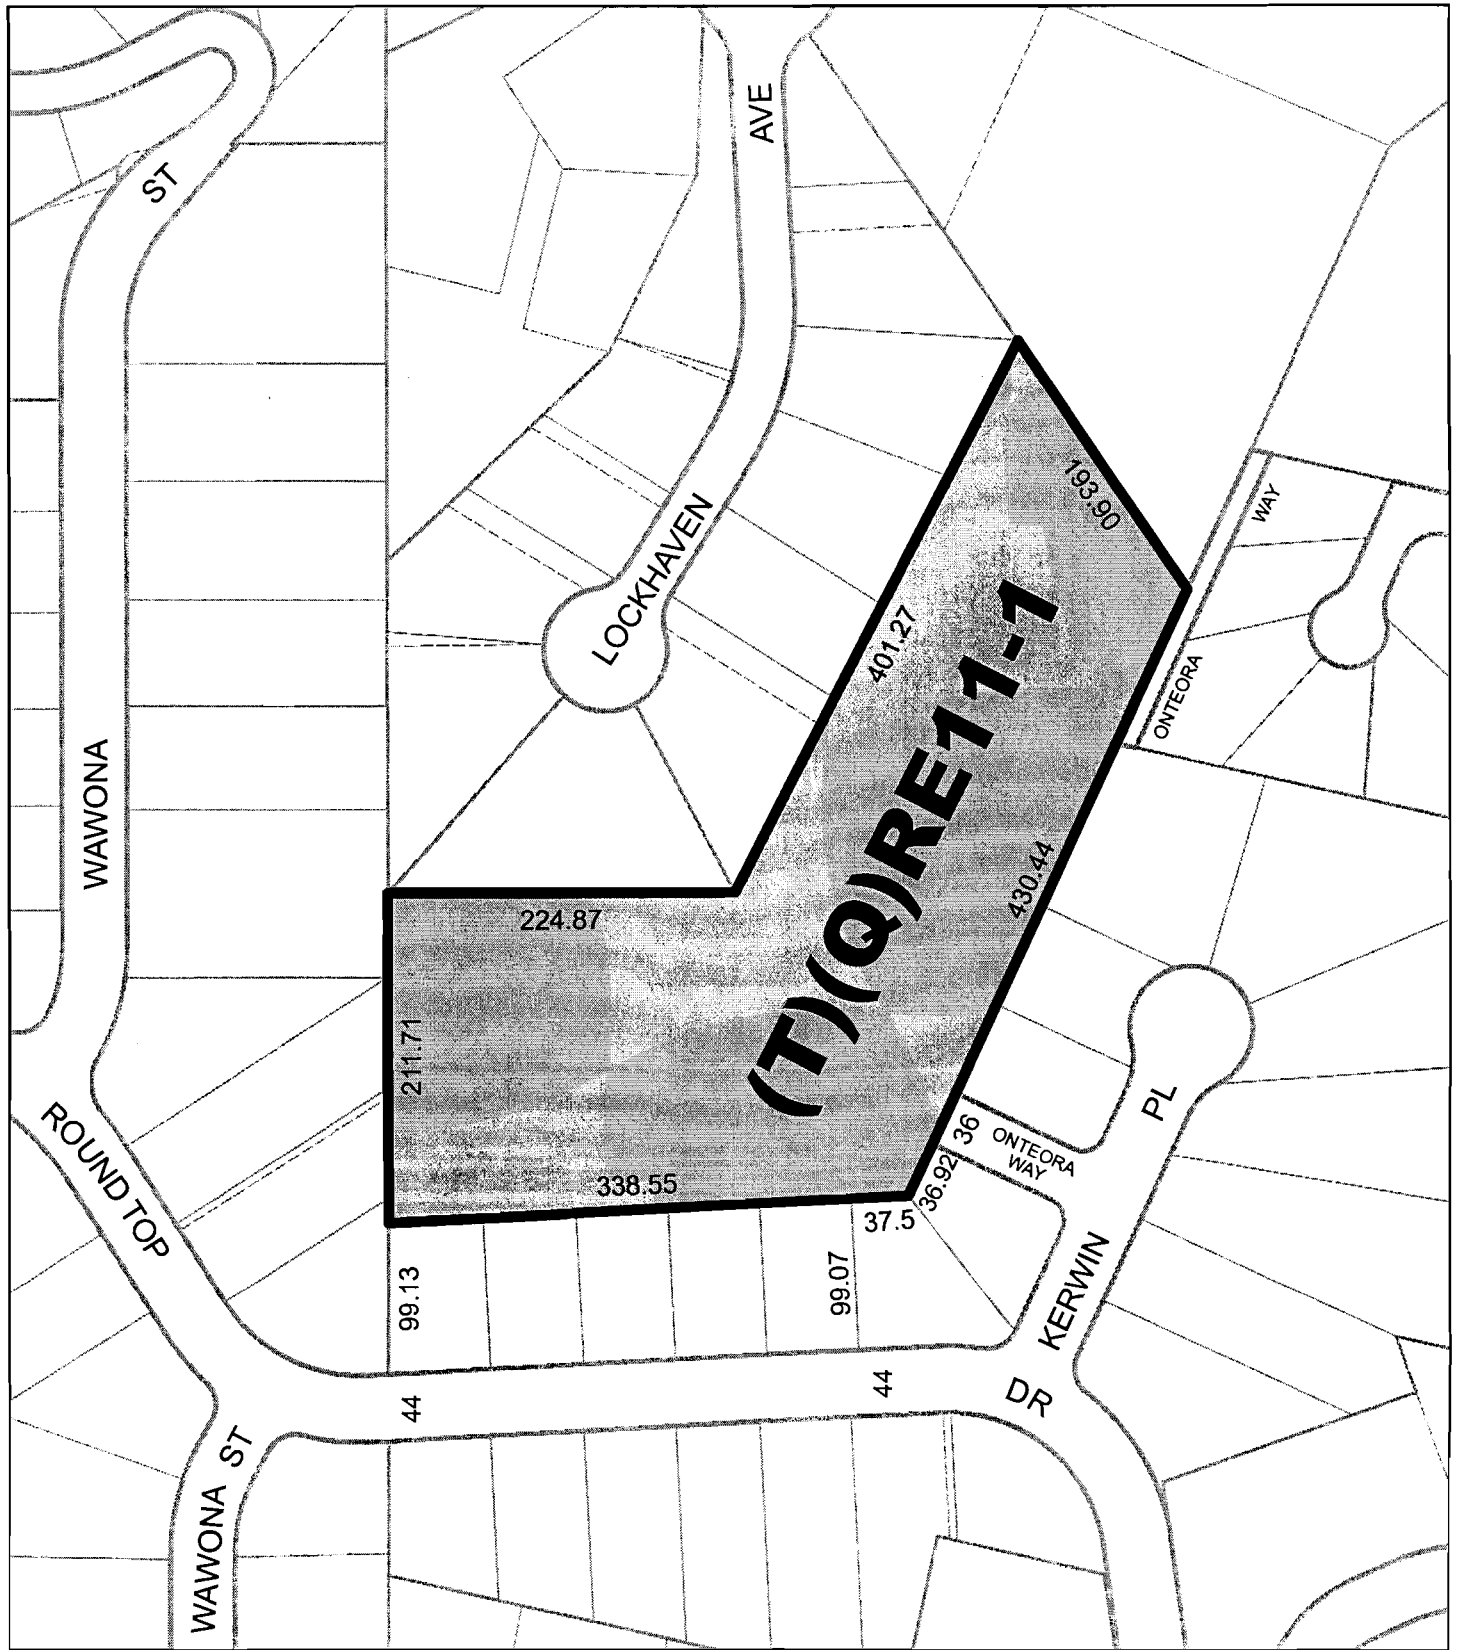 AVE
ST
193.90
WAY
LOCKHAVEN
401.27
(T)(Q)RE11-1
ONTEORA
WAWONA
430.44
224.87
211.71
PL
ROUND TOP
36
ONTEORA
WAY
36.92
338.55
37.5
99.13
99.07
KERWIN
44
44
DR
ST
WAWONA